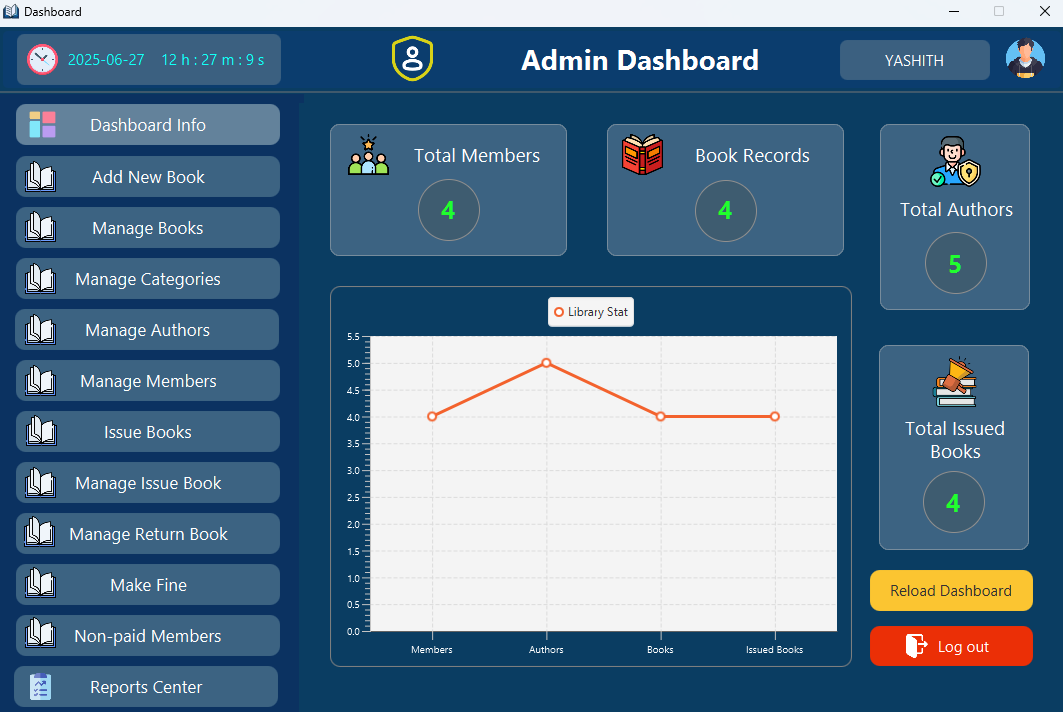 Dashboard
2025-06-27 12 h : 27 m : 9 s
Admin Dashboard
YASHITH
Dashboard Info
Add New Book
Manage Books
Manage Categories
Manage Authors
Manage Members
Issue Books
Manage Issue Book
Manage Return Book
Make Fine
Non-paid Members
Reports Center
Total Members
4
Book Records
4
Total Authors
5
Library Stat
5.5
5.0
4.5
4.0
3.5
3.0
2.5
2.0
1.5
1.0
0.5
0.0
Members Authors Books Issued Books
Total Issued
Books
4
Reload Dashboard
Log out